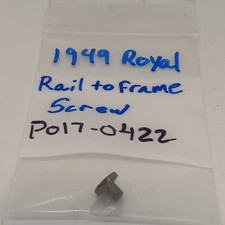 1949 Royal
Rail to Frame
Screw
P017-0422